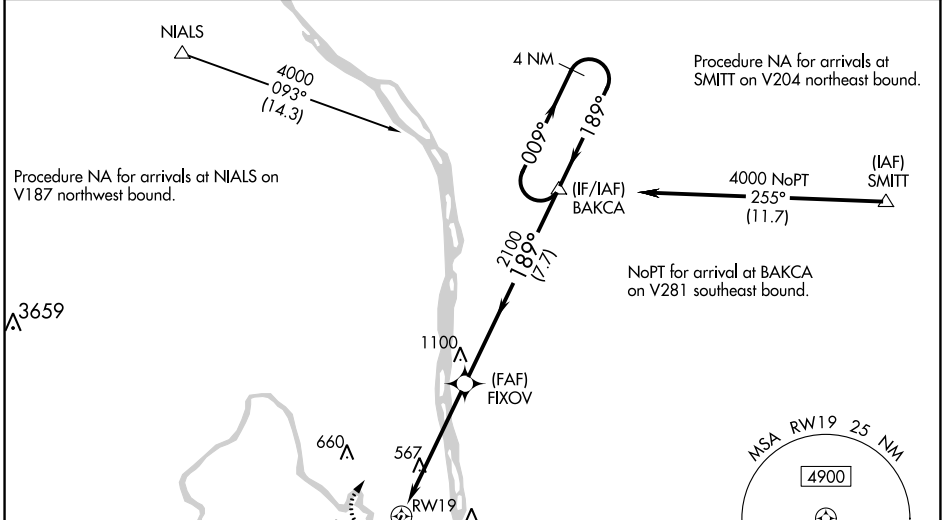 NIALS
4000
093°
(14.3)
4 NM
009°
189°
Procedure NA for arrivals at
SMITT on V204 northeast bound.
Procedure NA for arrivals at NIALS on
V187 northwest bound.
(IF/IAF)
BAKCA
4000 NoPT
255°
(11.7)
(IAF)
SMITT
2100
189°
(7.7)
NoPT for arrival at BAKCA
on V281 southeast bound.
3659
1100
(FAF)
FIXOV
660
567
RW19
MSA RW19 25 NM
4900